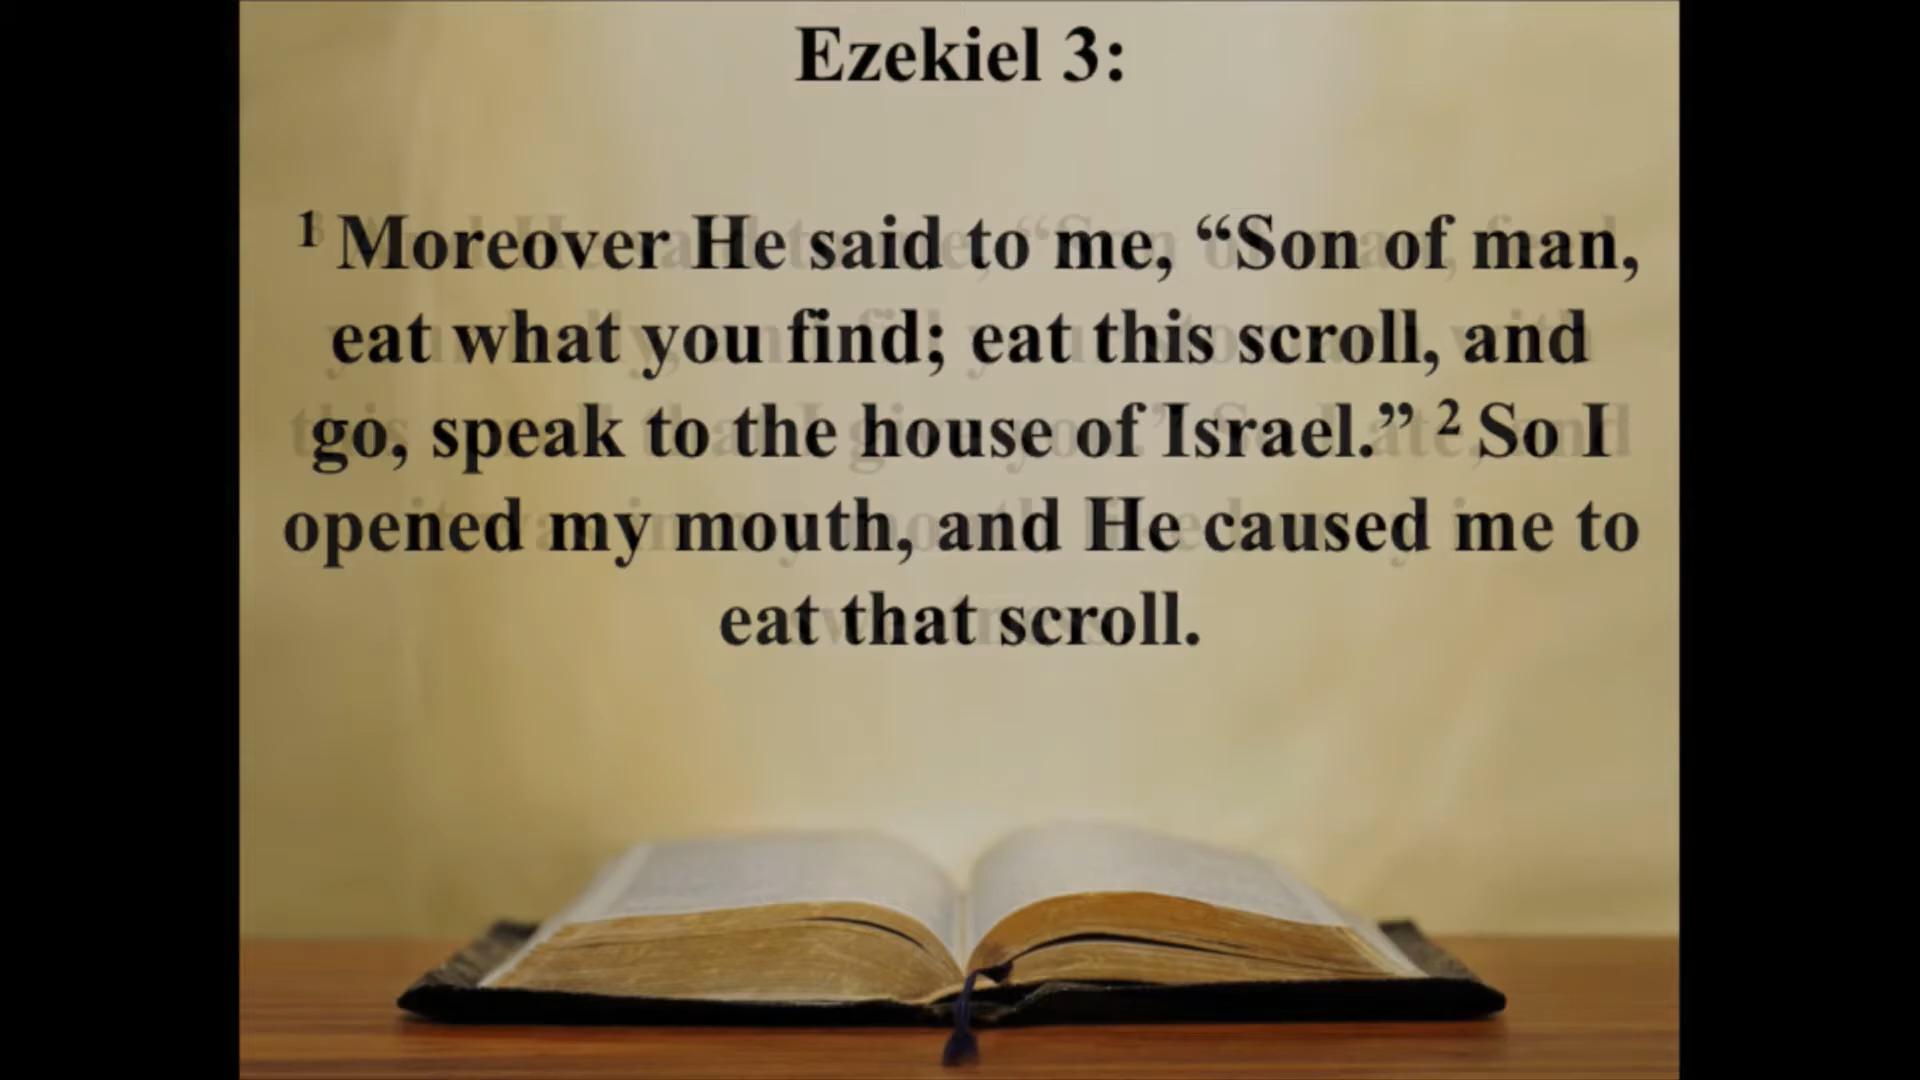 Ezekiel 3:
1 Moreover He said to me, “Son of man,
eat what you find; eat this scroll, and
go, speak to the house of Israel.” 2 So I
opened my mouth, and He caused me to
eat that scroll.